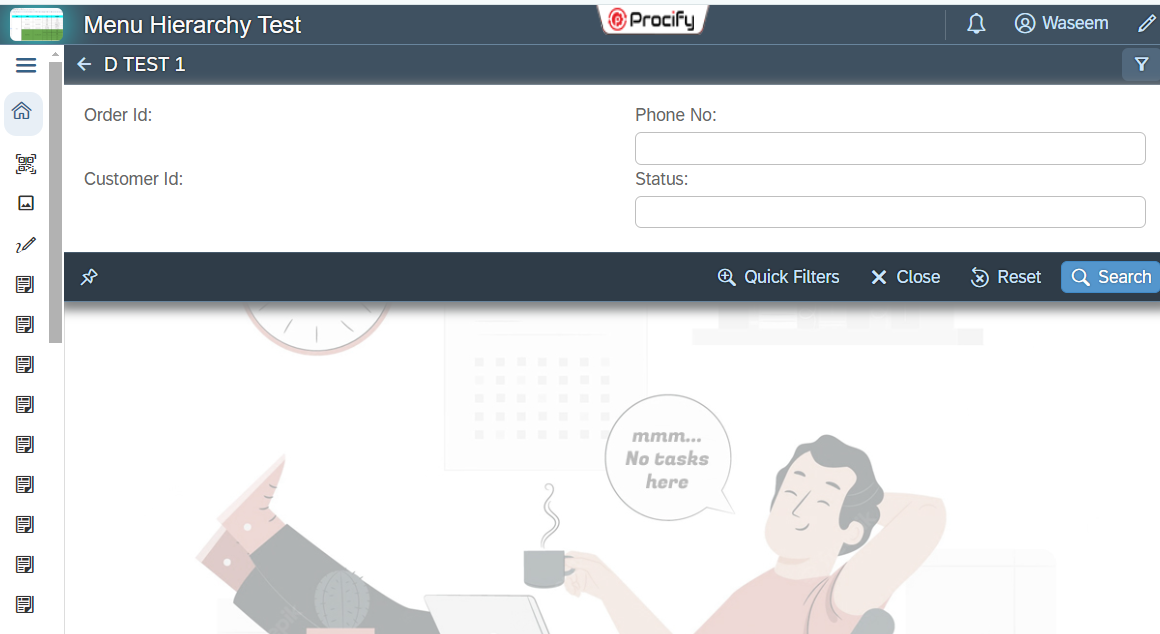 Menu Hierarchy Test
Procify
Waseem
D TEST 1
Order Id:
Phone No:
Customer Id:
Status:
Quick Filters
Close
Reset
Search
mmm...
No tasks
here